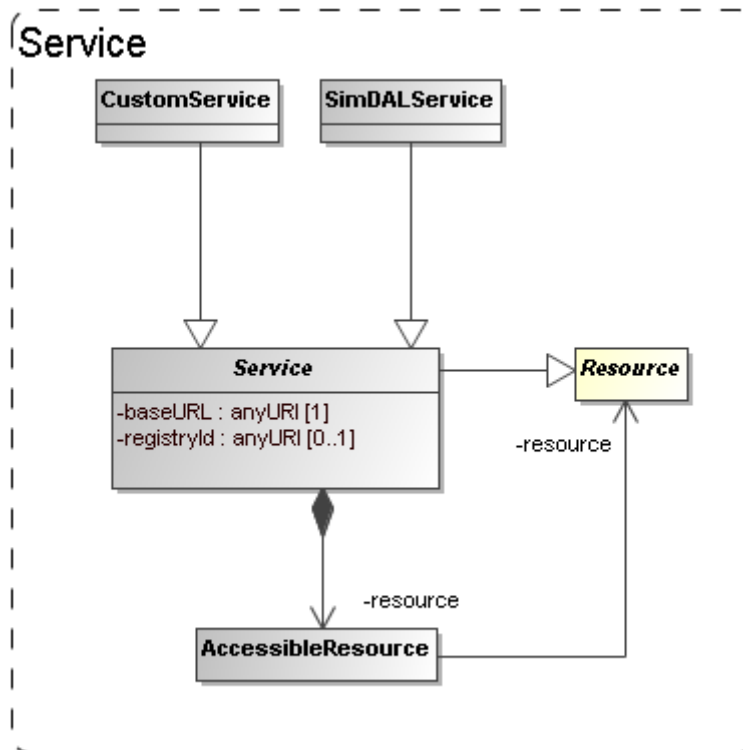 Service
CustomService
SimDALService
Service
-baseURL : anyURI [1]
-registryId : anyURI [0..1]
Resource
-resource
-resource
AccessibleResource